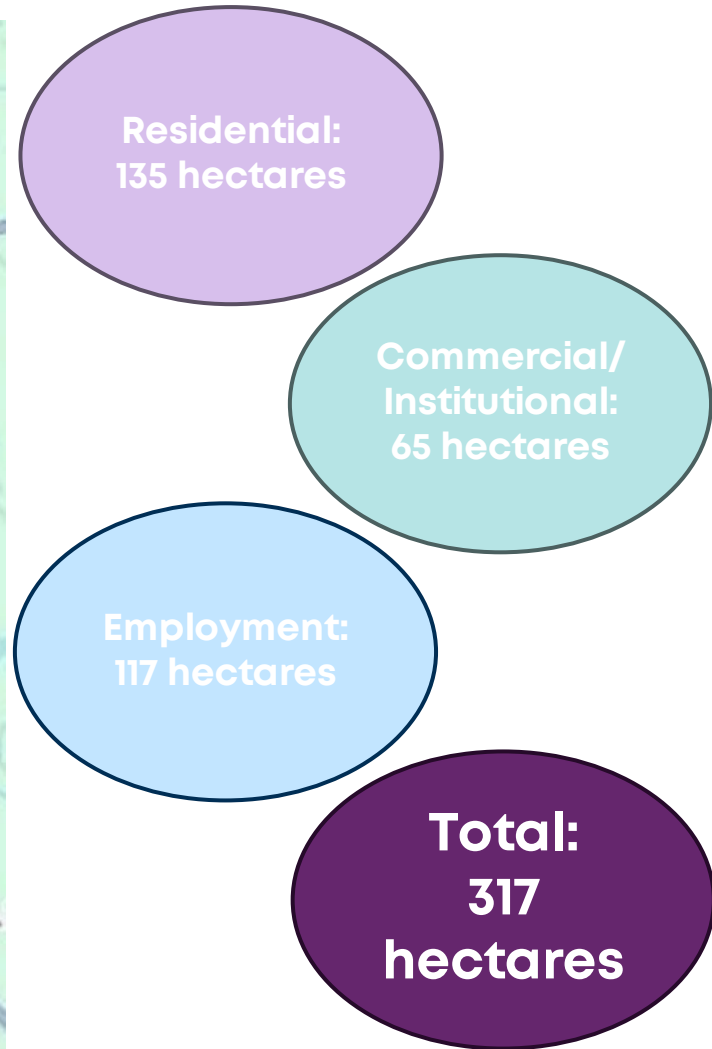 Residential:
135 hectares
Commercial/
Institutional:
65 hectares
Employment:
117 hectares
Total:
317
hectares